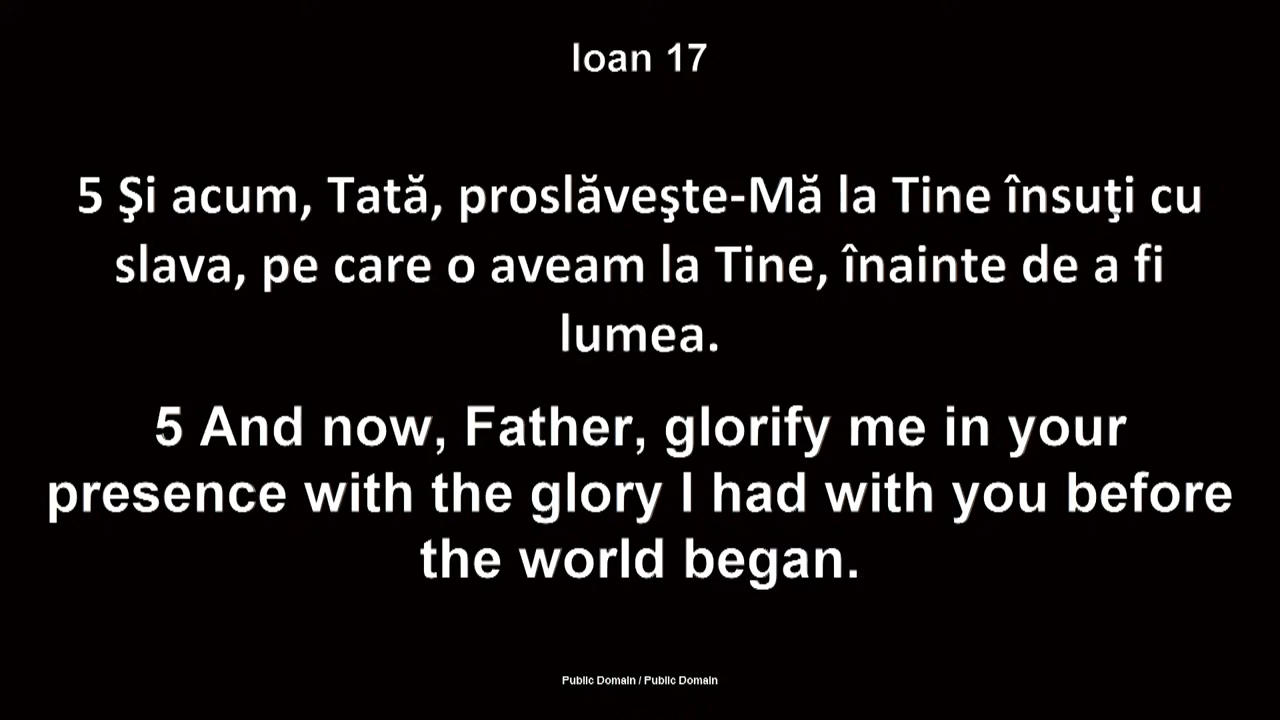 Ioan 17
5 Şi acum, Tată, proslăveşte-Mă la Tine însuţi cu
slava, pe care o aveam la Tine, înainte de a fi
lumea.
5 And now, Father, glorify me in your
presence with the glory I had with you before
the world began.
Public Domain / Public Domain